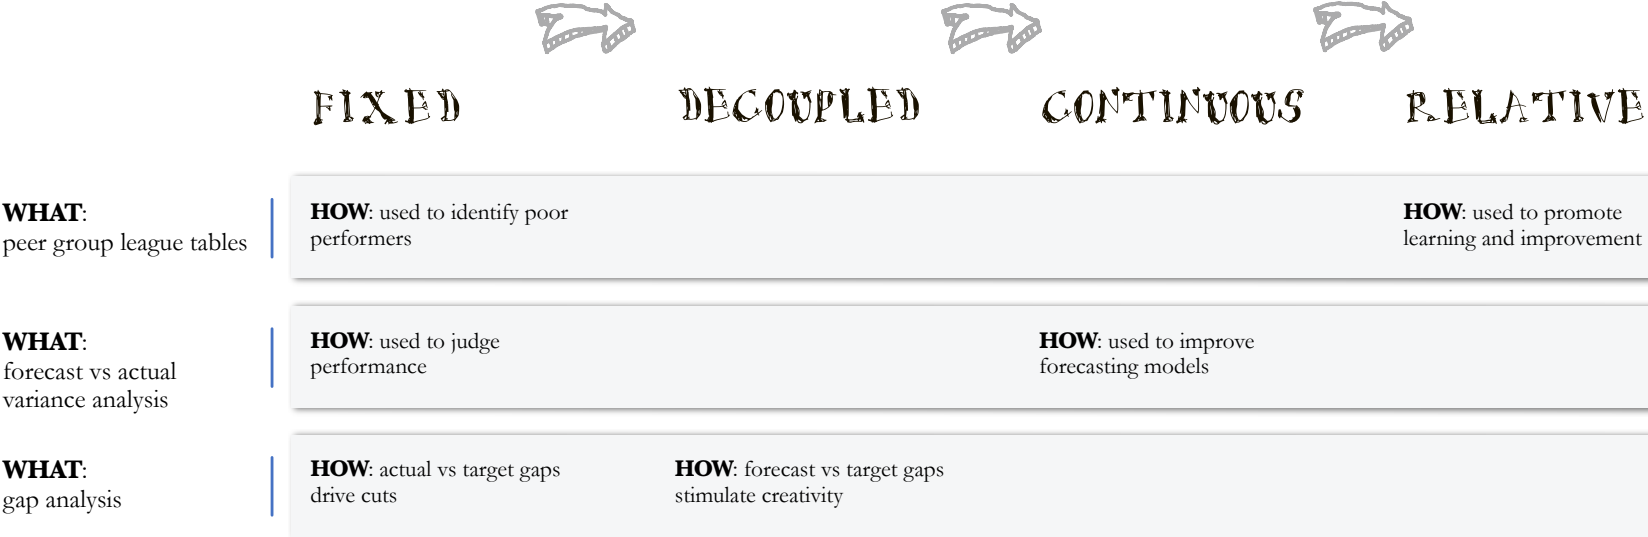 FIXED
DECOUPLED
CONTINUOUS
RELATIVE
WHAT:
peer group league tables
HOW: used to identify poor
performers
HOW: used to promote
learning and improvement
WHAT:
forecast vs actual
variance analysis
HOW: used to judge
performance
HOW: used to improve
forecasting models
WHAT:
gap analysis
HOW: actual vs target gaps
drive cuts
HOW: forecast vs target gaps
stimulate creativity